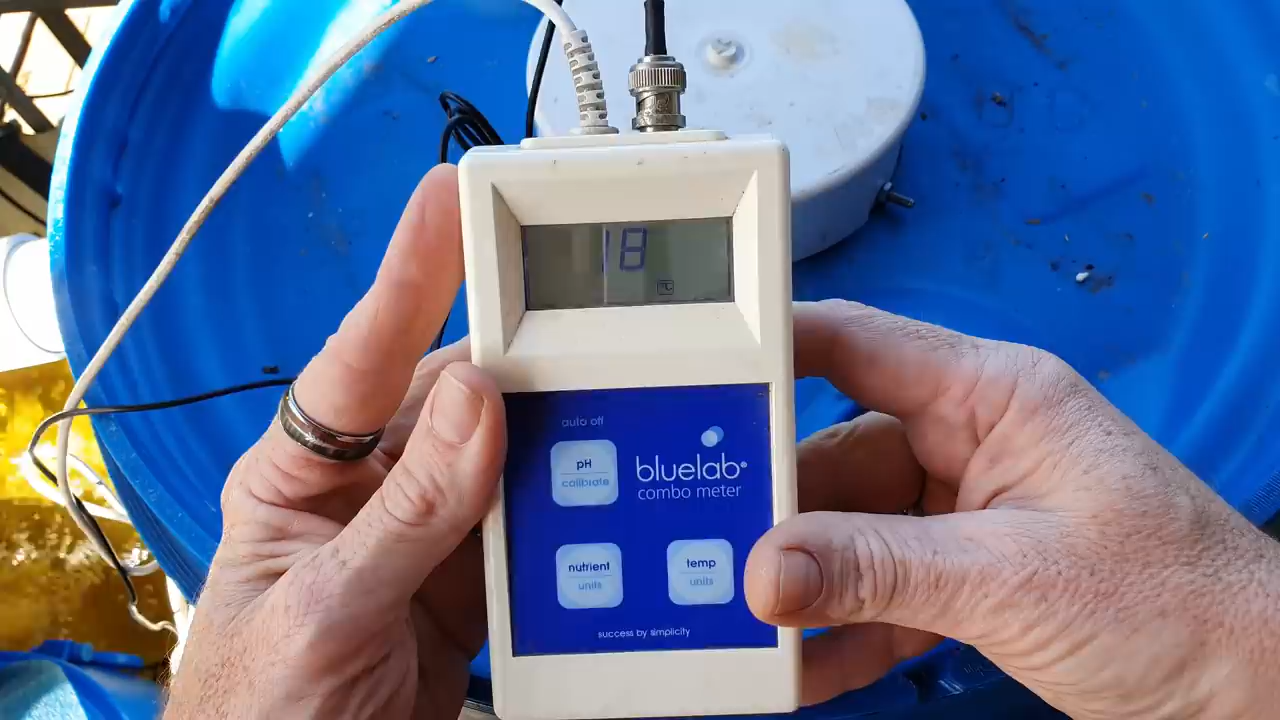 18
°C
auto off
pH
calibrate
bluelab®
combo meter
nutrient
units
temp
units
success by simplicity